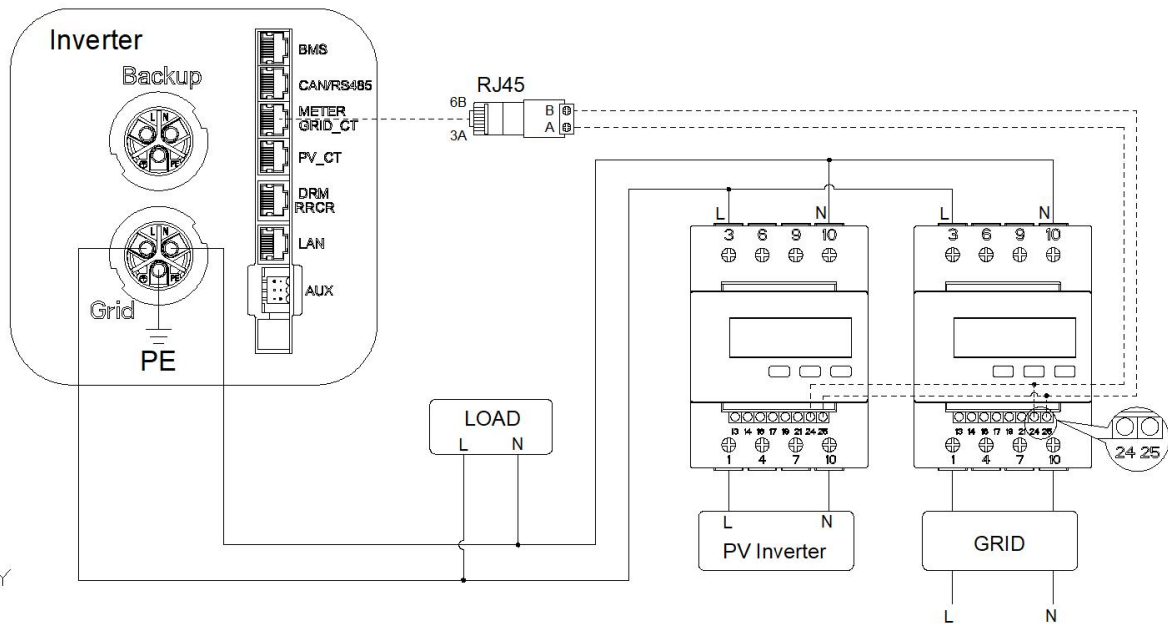 Inverter
Backup
L N
PE
Grid
L N
PE
PE
BMS
CAN/RS485
METER
GRID_CT
PV_CT
DRM
RRCR
LAN
AUX
RJ45
6B
3A
B
A
LOAD
L N
L N
3 6 9 10
13 14 16 17 19 21 24 25
1 4 7 10
L N
PV Inverter
L N
3 6 9 10
13 14 16 17 19 21 24 25
1 4 7 10
24 25
GRID
L N
Y